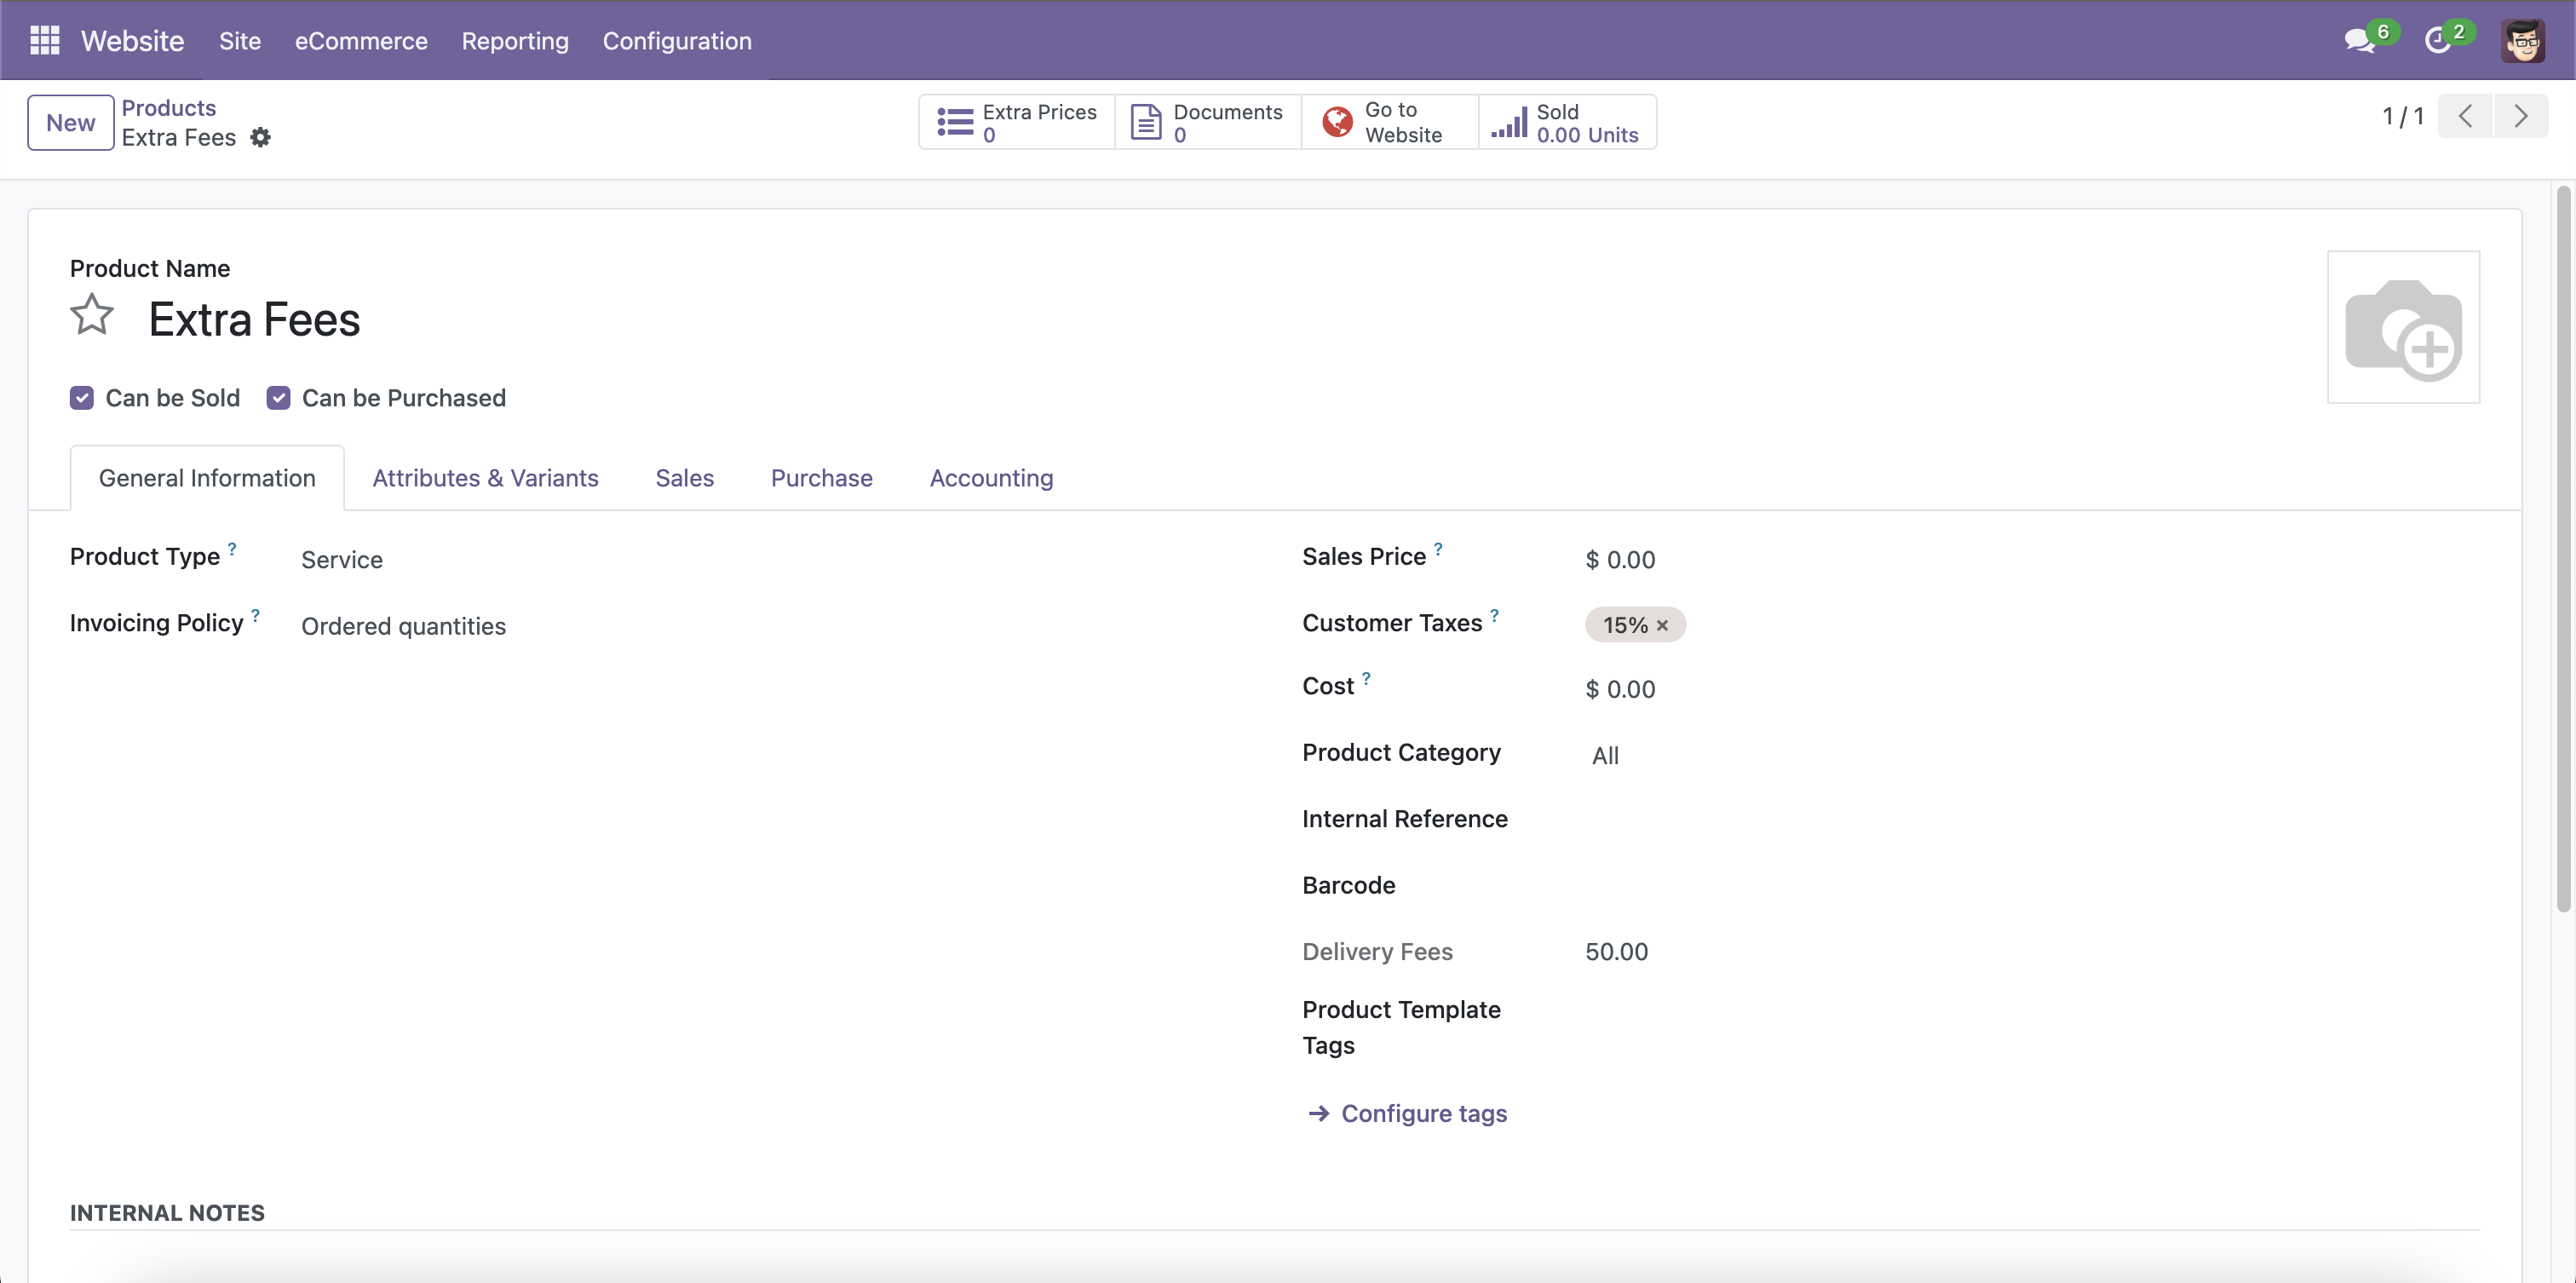 Website Site eCommerce Reporting Configuration 6 2
New Products
Extra Fees
Extra Prices
0
Documents
0
Go to
Website
Sold
0.00 Units
1 / 1
Product Name
Extra Fees
Can be Sold Can be Purchased
General Information Attributes & Variants Sales Purchase Accounting
Product Type ? Service
Invoicing Policy ? Ordered quantities
Sales Price ? $ 0.00
Customer Taxes ? 15% ×
Cost ? $ 0.00
Product Category All
Internal Reference
Barcode
Delivery Fees 50.00
Product Template
Tags
→ Configure tags
INTERNAL NOTES